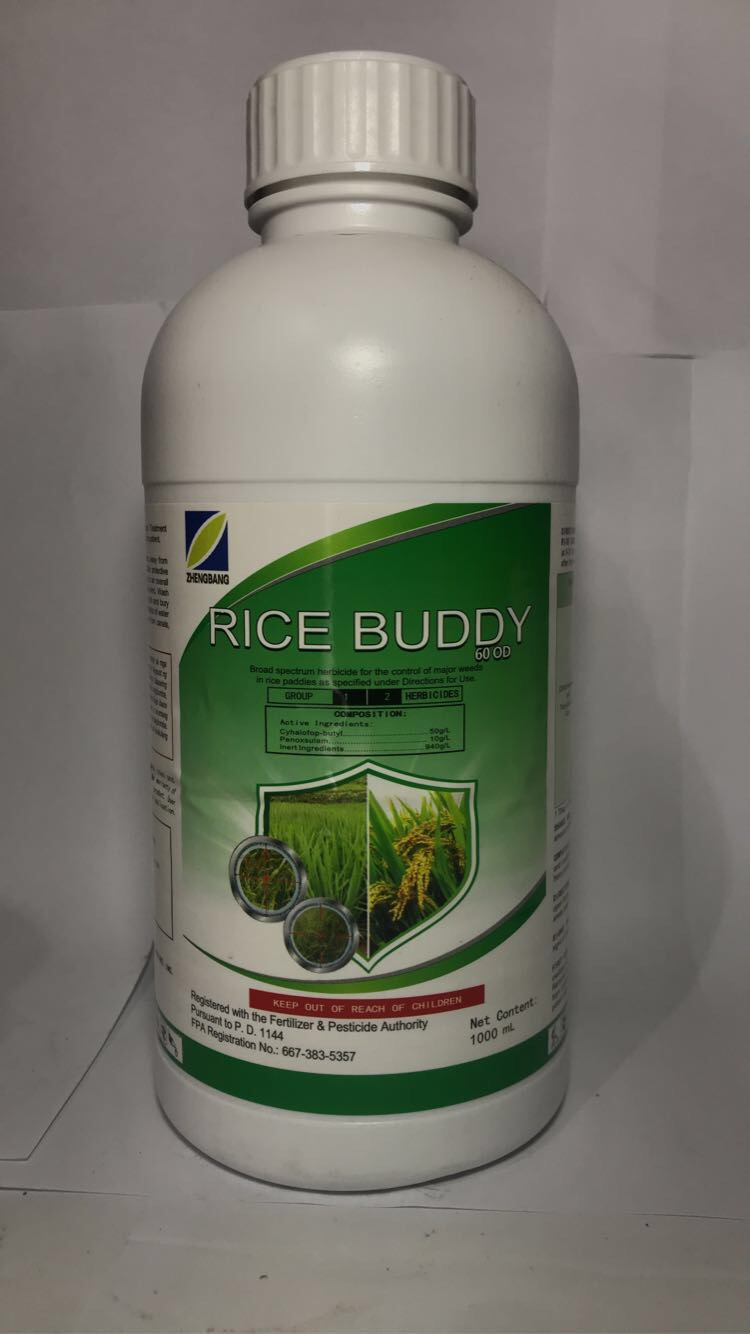 ZHENGBANG
RICE BUDDY
60 OD
Broad spectrum herbicide for the control of major weeds
in rice paddies as specified under Directions for Use.
GROUP 1 2 HERBICIDES
COMPOSITION:
Active Ingredients:
Cyhalofop-butyl 50g/L
Penoxsulam 10g/L
Inert Ingredients 940g/L
KEEP OUT OF REACH OF CHILDREN
Registered with the Fertilizer & Pesticide Authority
Pursuant to P. D. 1144
FPA Registration No.: 667-383-5357
Net Content:
1000 mL